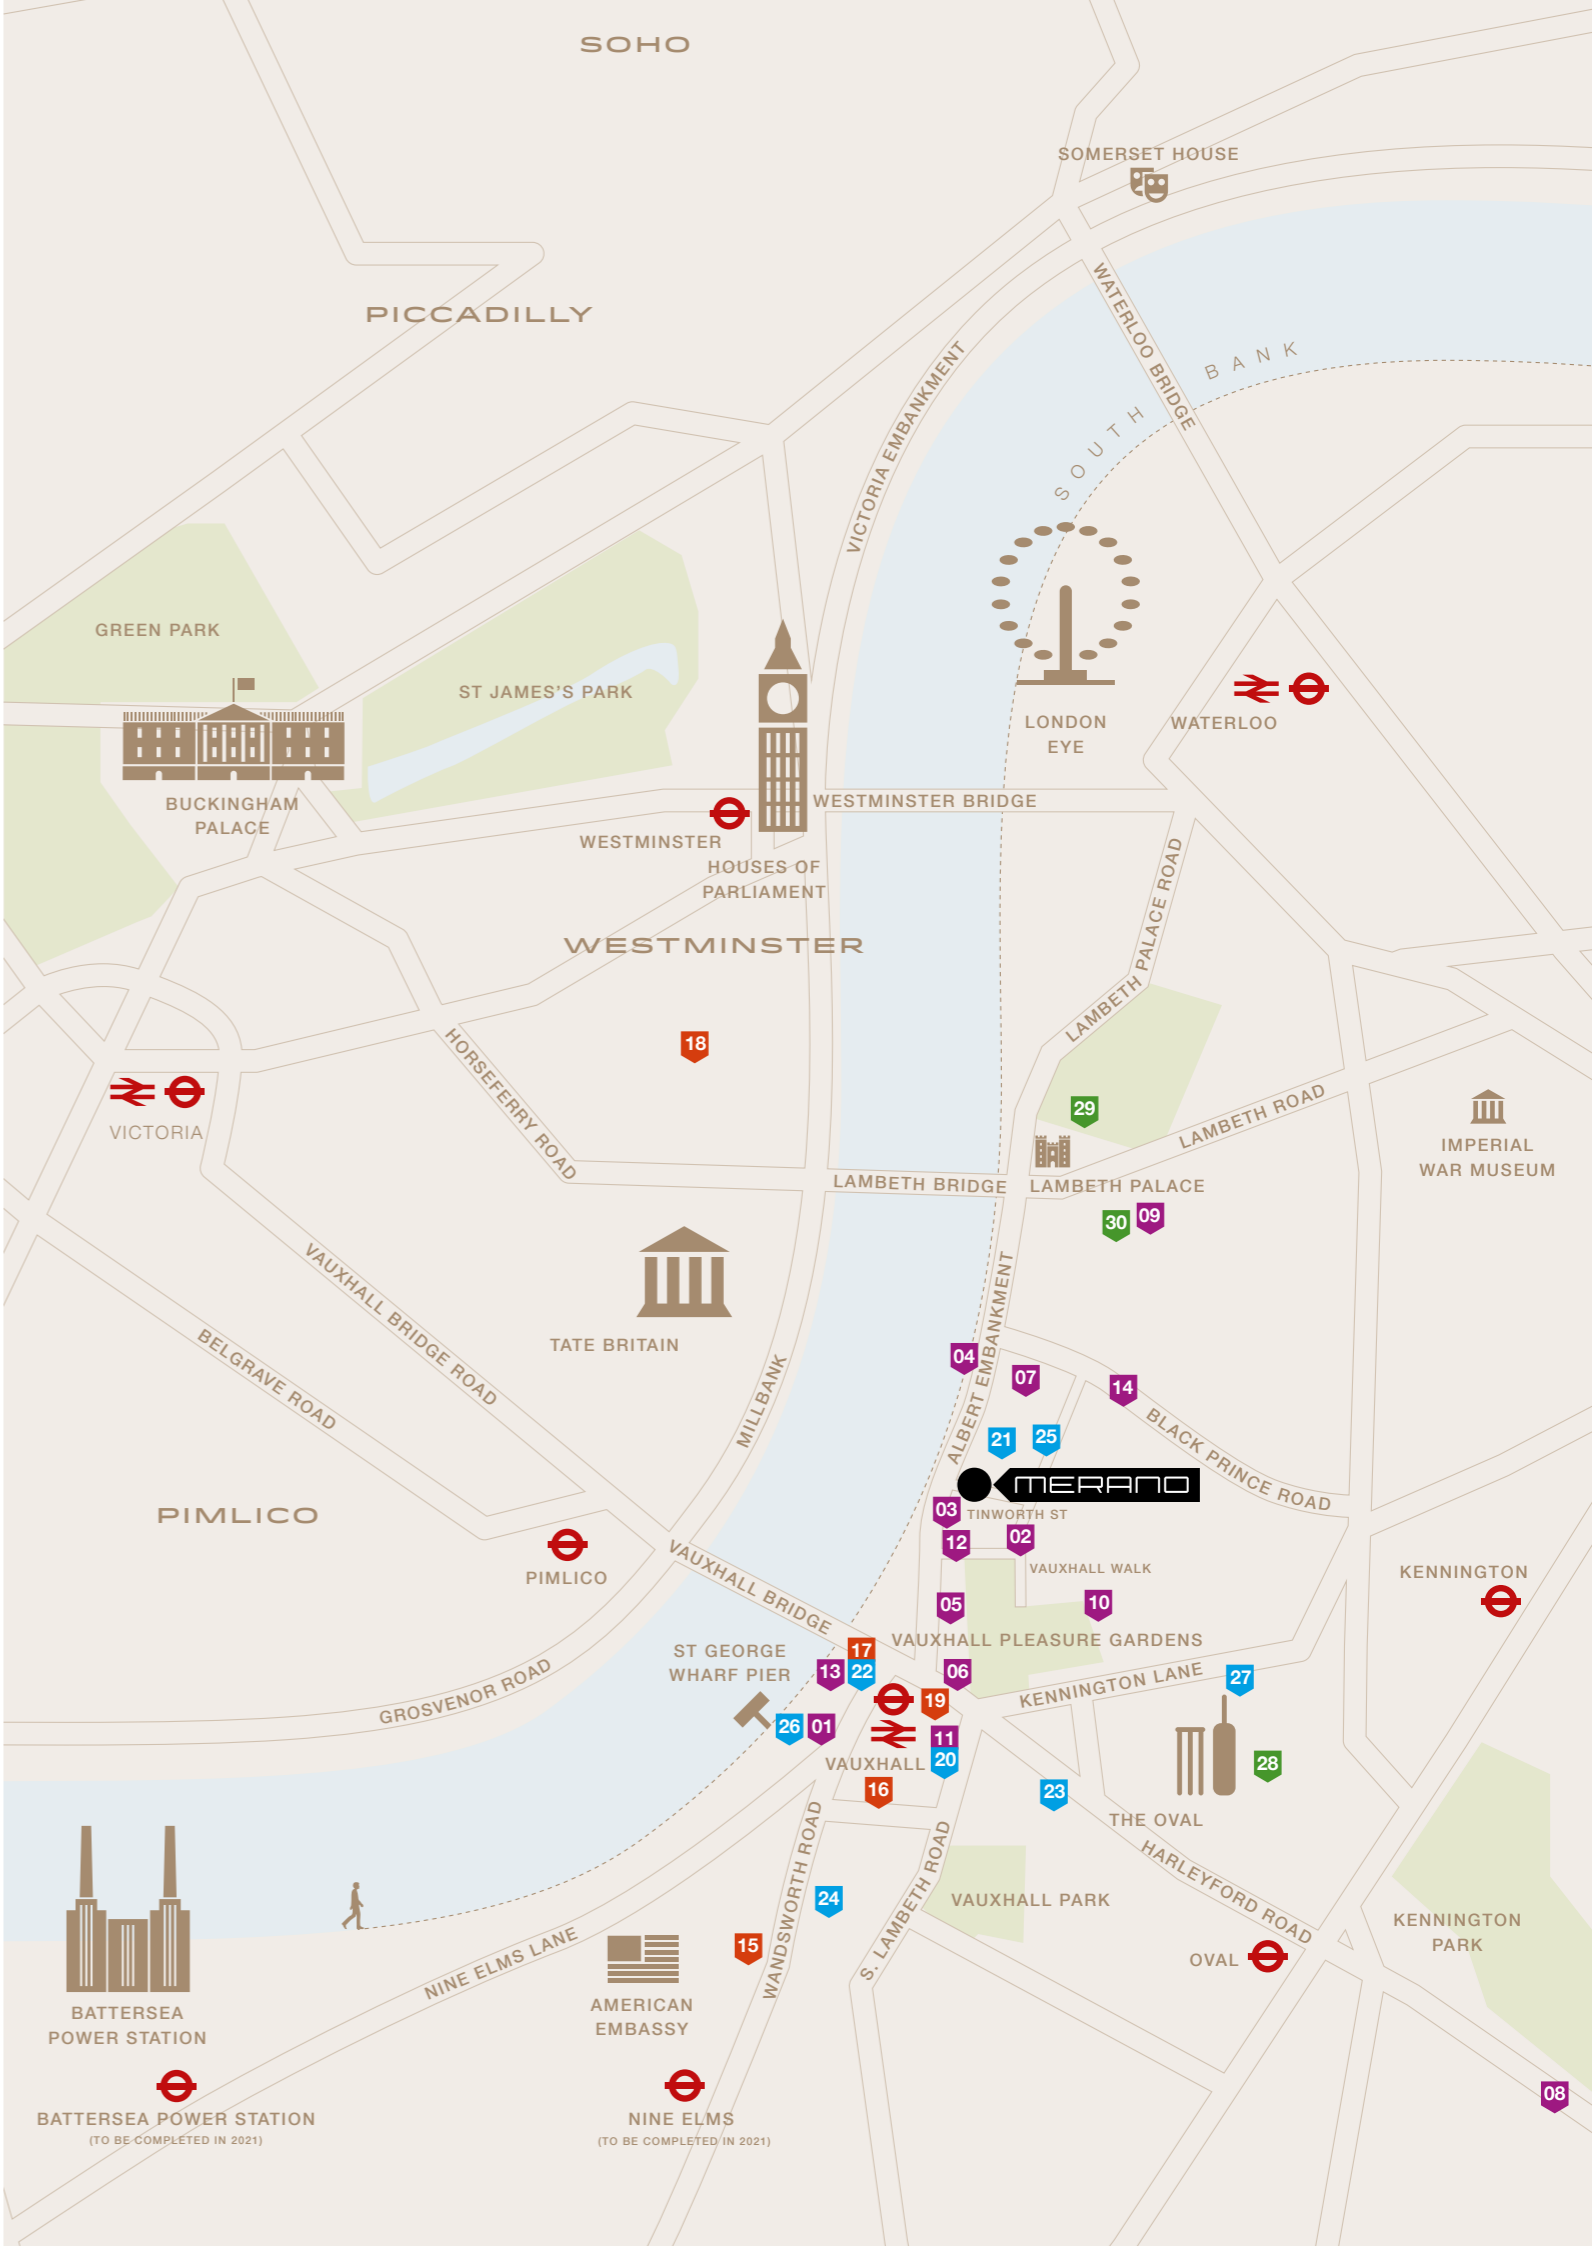 SOHO
SOMERSET HOUSE
WATERLOO BRIDGE
PICCADILLY
VICTORIA EMBANKMENT
SOUTH BANK
GREEN PARK
ST JAMES'S PARK
LONDON
EYE
WATERLOO
BUCKINGHAM
PALACE
WESTMINSTER BRIDGE
WESTMINSTER
HOUSES OF
PARLIAMENT
LAMBETH PALACE ROAD
WESTMINSTER
18
HORSEFERRY ROAD
VICTORIA
29
LAMBETH ROAD
IMPERIAL
WAR MUSEUM
LAMBETH BRIDGE
LAMBETH PALACE
30
09
VAUXHALL BRIDGE ROAD
BELGRAVE ROAD
TATE BRITAIN
MILLBANK
ALBERT EMBANKMENT
04
07
14
BLACK PRINCE ROAD
21
25
MERANO
03
TINWORTH ST
12
02
PIMLICO
PIMLICO
VAUXHALL BRIDGE
VAUXHALL WALK
KENNINGTON
05
10
VAUXHALL PLEASURE GARDENS
ST GEORGE
WHARF PIER
17
13
22
06
KENNINGTON LANE
27
GROSVENOR ROAD
19
26
01
11
VAUXHALL
20
16
28
23
THE OVAL
WANDSWORTH ROAD
S. LAMBETH ROAD
HARLEYFORD ROAD
24
VAUXHALL PARK
KENNINGTON
PARK
15
OVAL
NINE ELMS LANE
AMERICAN
EMBASSY
BATTERSEA
POWER STATION
08
BATTERSEA POWER STATION
(TO BE COMPLETED IN 2021)
NINE ELMS
(TO BE COMPLETED IN 2021)